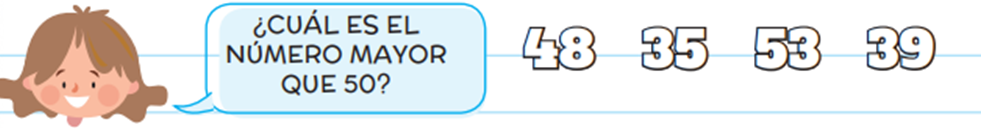 ¿CUÁL ES EL
NÚMERO MAYOR
QUE 50?
48 35 53 39